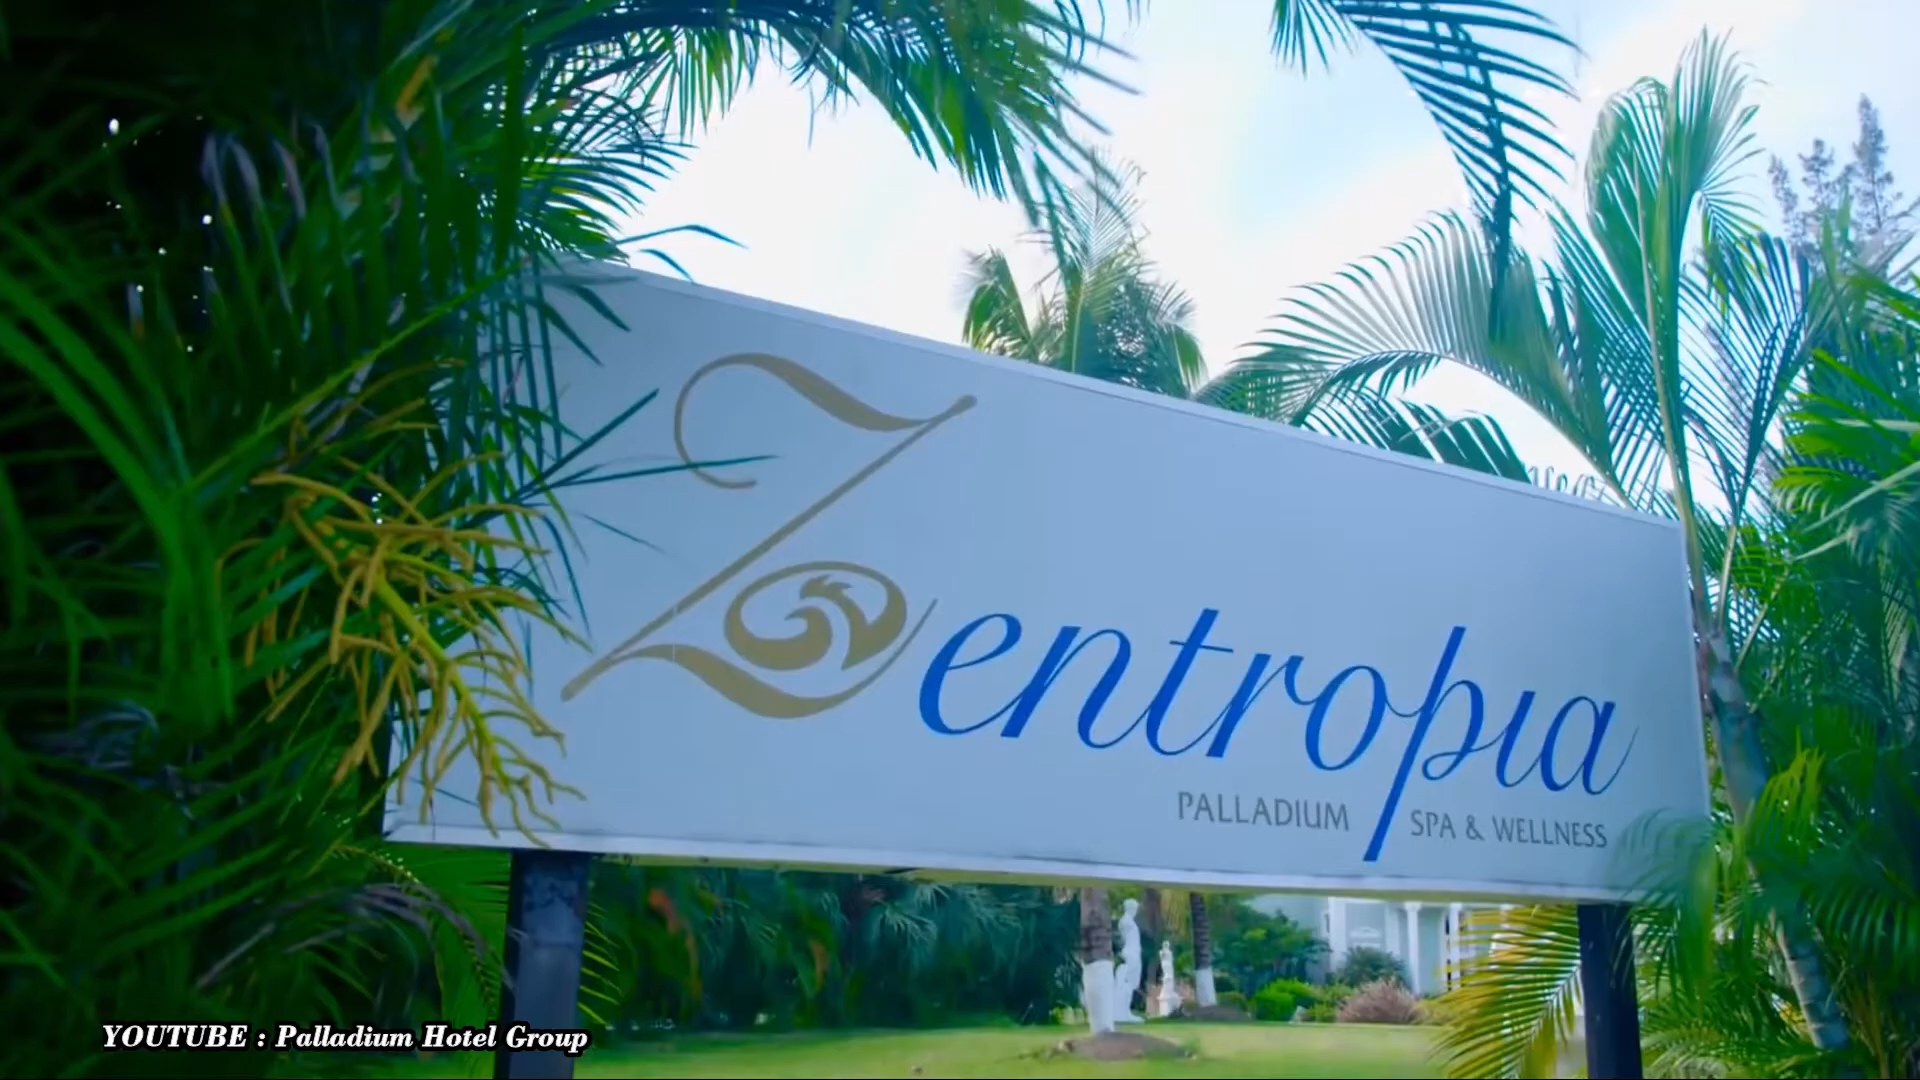 Zentropia
PALLADIUM SPA & WELLNESS
YOUTUBE : Palladium Hotel Group